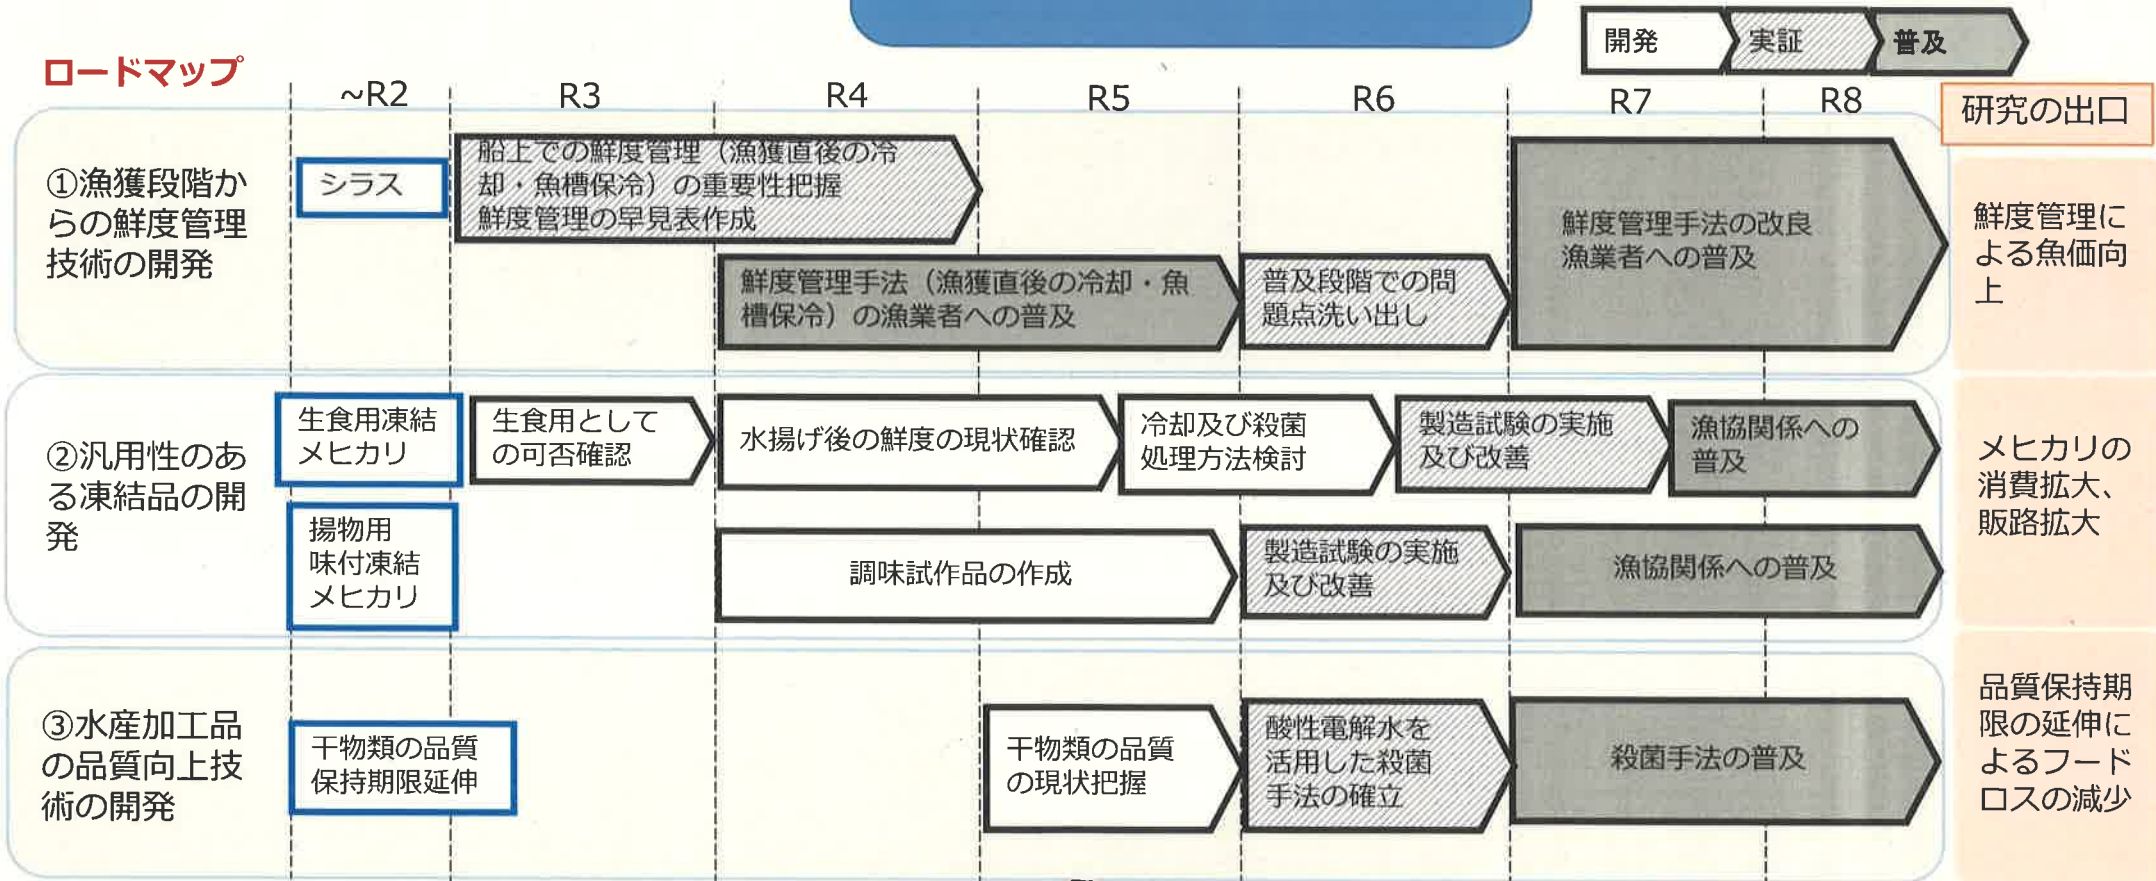 開発
実証
普及
ロードマップ
~R2
R3
R4
R5
R6
R7
R8
研究の出口
①漁獲段階か
らの鮮度管理
技術の開発
シラス
船上での鮮度管理（漁獲直後の冷
却・魚槽保冷）の重要性把握
鮮度管理の早見表作成
鮮度管理手法（漁獲直後の冷却・魚
槽保冷）の漁業者への普及
普及段階での問
題点洗い出し
鮮度管理手法の改良
漁業者への普及
鮮度管理に
よる魚価向
上
②汎用性のあ
る凍結品の開
発
生食用凍結
メヒカリ
生食用として
の可否確認
水揚げ後の鮮度の現状確認
冷却及び殺菌
処理方法検討
製造試験の実施
及び改善
漁協関係への
普及
揚物用
味付凍結
メヒカリ
調味試作品の作成
製造試験の実施
及び改善
漁協関係への普及
メヒカリの
消費拡大、
販路拡大
③水産加工品
の品質向上技
術の開発
干物類の品質
保持期限延伸
干物類の品質
の現状把握
酸性電解水を
活用した殺菌
手法の確立
殺菌手法の普及
品質保持期
限の延伸に
よるフード
ロスの減少